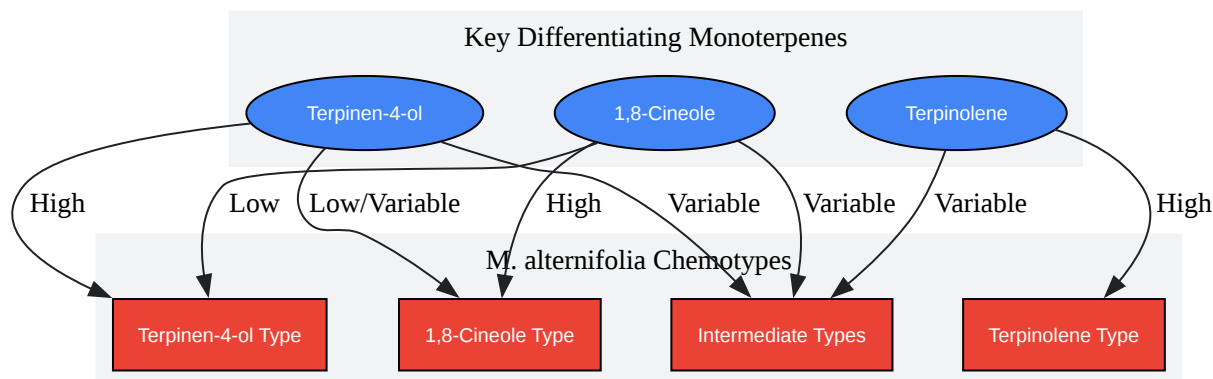 Key Differentiating Monoterpenes
Terpinen-4-ol
1,8-Cineole
Terpinolene
High
Low
Low/Variable
High
Variable
Variable
Variable
High
M. alternifolia Chemotypes
Terpinen-4-ol Type
1,8-Cineole Type
Intermediate Types
Terpinolene Type